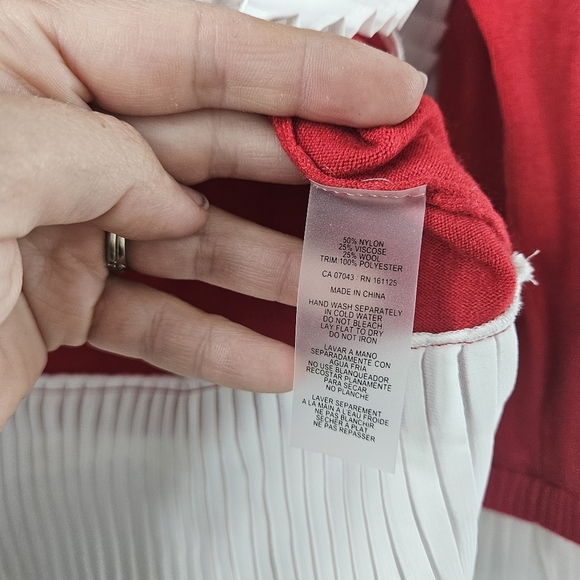 50% NYLON
25% VISCOSE
25% WOOL
TRIM 100% POLYESTER
CA 07043 RN 161125
MADE IN CHINA
HAND WASH SEPARATELY
IN COLD WATER
DO NOT BLEACH
LAY FLAT TO DRY
DO NOT IRON
LAVAR A MANO
SEPARADAMENTE CON
AGUA FRIA
NO USE BLANQUEADOR
RECOSTAR PLANAMENTE
PARA SECAR
NO PLANCHE
LAVER SEPAREMENT
A LA MAIN A L'EAU FROIDE
NE PAS BLANCHIR
SECHER A PLAT
NE PAS REPASSER